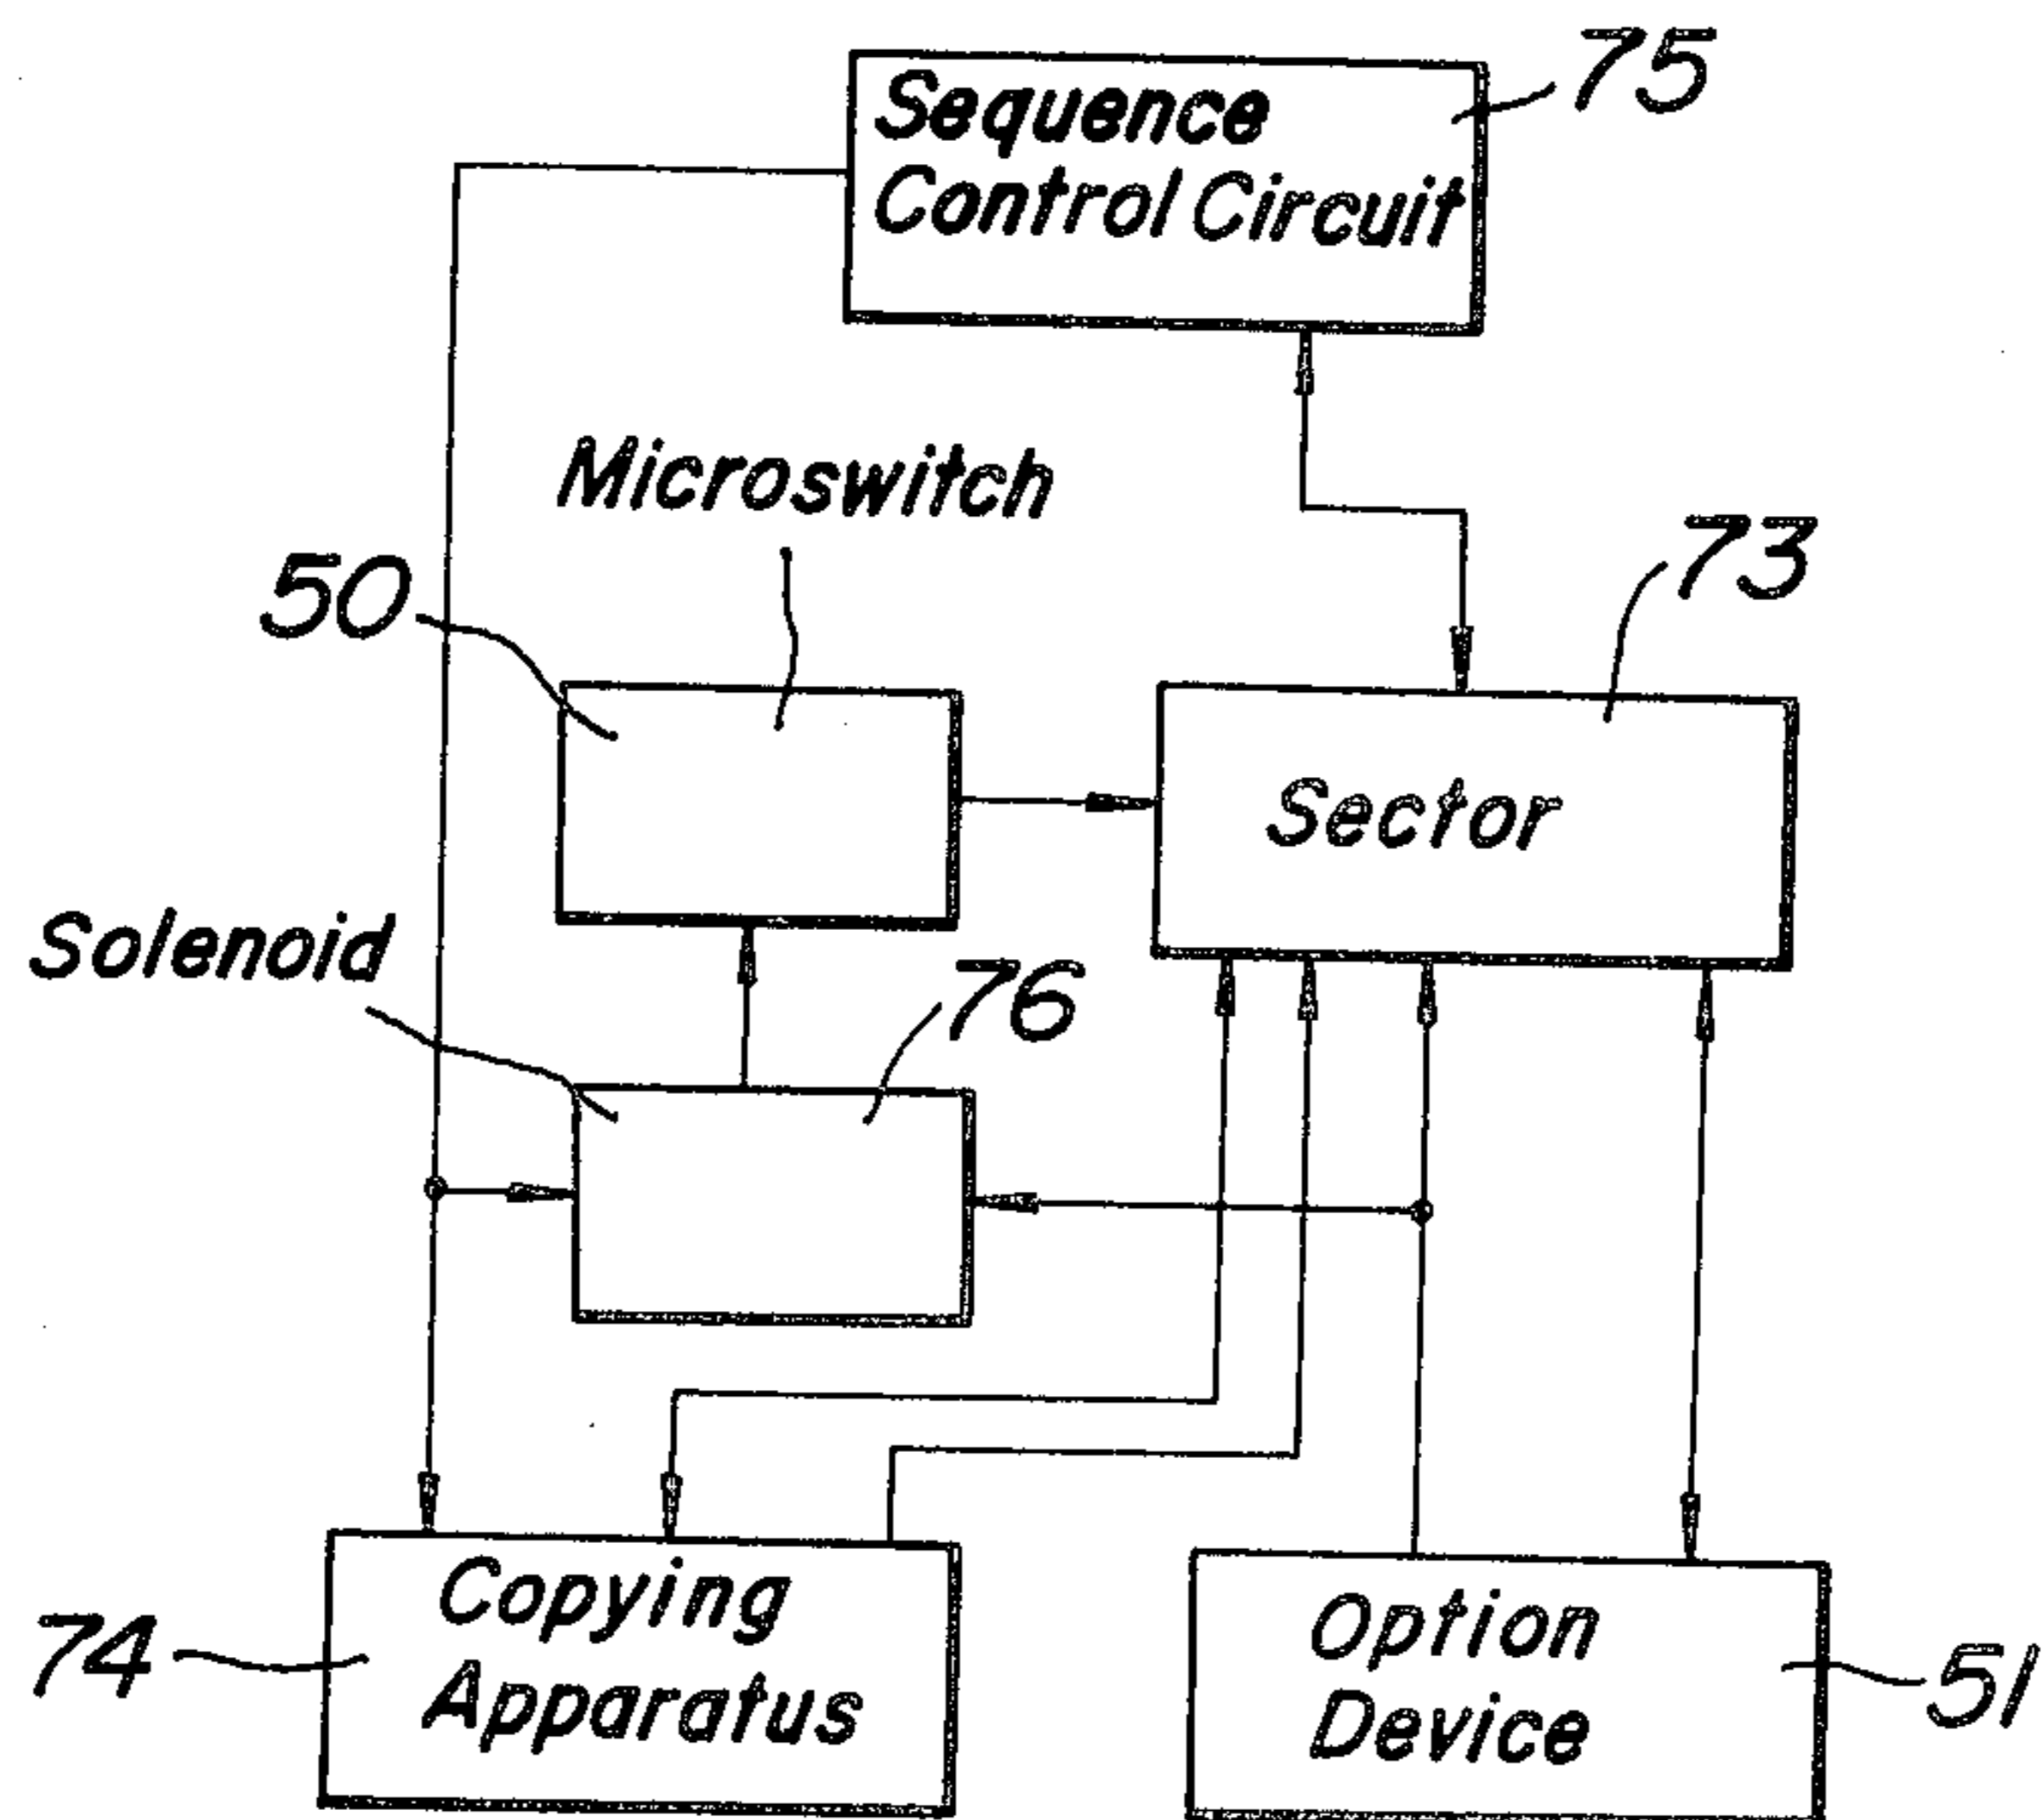 75
Sequence
Control Circuit
Microswitch
50
73
Sector
Solenoid
76
Copying
Apparatus
74
Option
Device
51